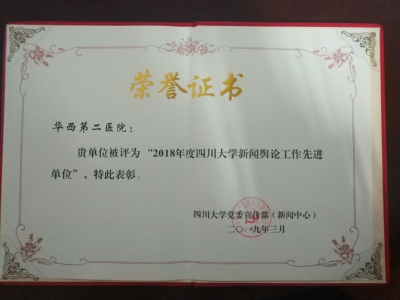 荣誉证书
华西第二医院：
贵单位被评为“2018年度四川大学新闻舆论工作先进
单位”，特此表彰。
四川大学党委宣传部（新闻中心）
二〇一九年三月